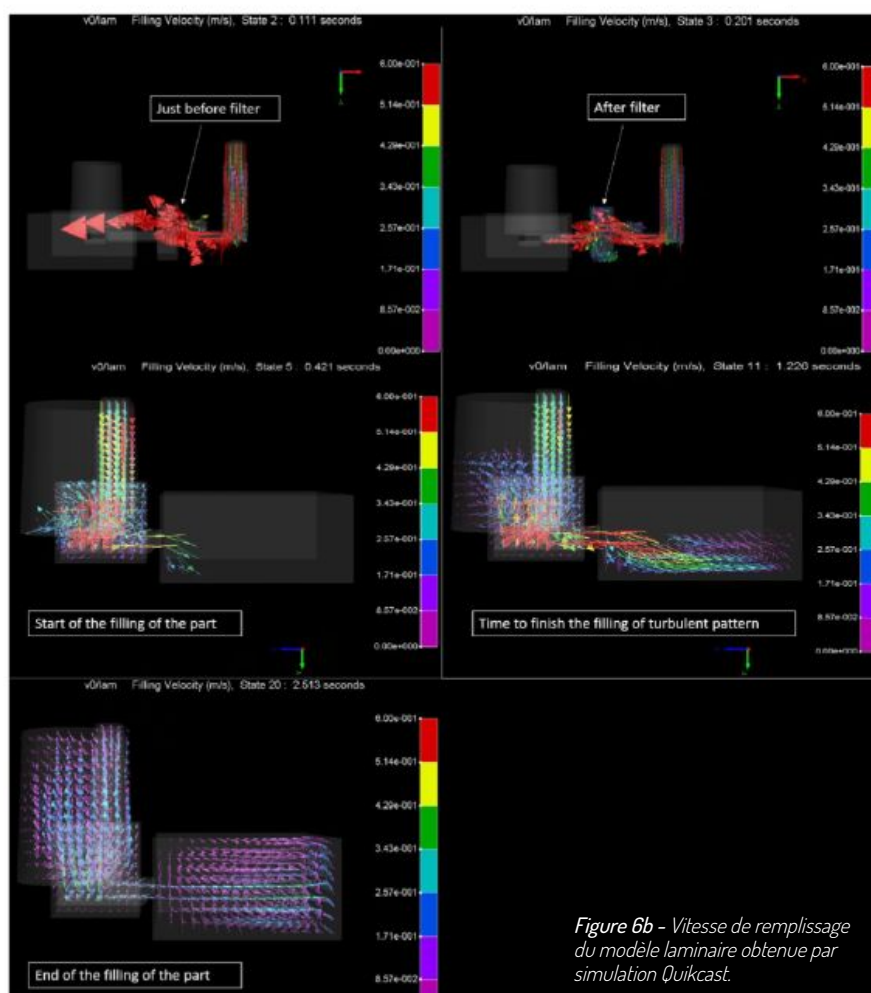 v0/lam Filling Velocity (m/s), State 2 : 0.111 seconds
6.00e-001
5.14e-001
4.29e-001
3.43e-001
2.57e-001
1.71e-001
8.57e-002
0.00e+000
Just before filter
v0/lam Filling Velocity (m/s), State 3 : 0.201 seconds
6.00e-001
5.14e-001
4.29e-001
3.43e-001
2.57e-001
1.71e-001
8.57e-002
0.00e+000
After filter
v0/lam Filling Velocity (m/s), State 5 : 0.421 seconds
6.00e-001
5.14e-001
4.29e-001
3.43e-001
2.57e-001
1.71e-001
8.57e-002
0.00e+000
Start of the filling of the part
v0/lam Filling Velocity (m/s), State 11 : 1.220 seconds
6.00e-001
5.14e-001
4.29e-001
3.43e-001
2.57e-001
1.71e-001
8.57e-002
0.00e+000
Time to finish the filling of turbulent pattern
v0/lam Filling Velocity (m/s), State 20 : 2.513 seconds
6.00e-001
5.14e-001
4.29e-001
3.43e-001
2.57e-001
1.71e-001
8.57e-002
End of the filling of the part
Figure 6b - Vitesse de remplissage
du modèle laminaire obtenue par
simulation Quikcast.